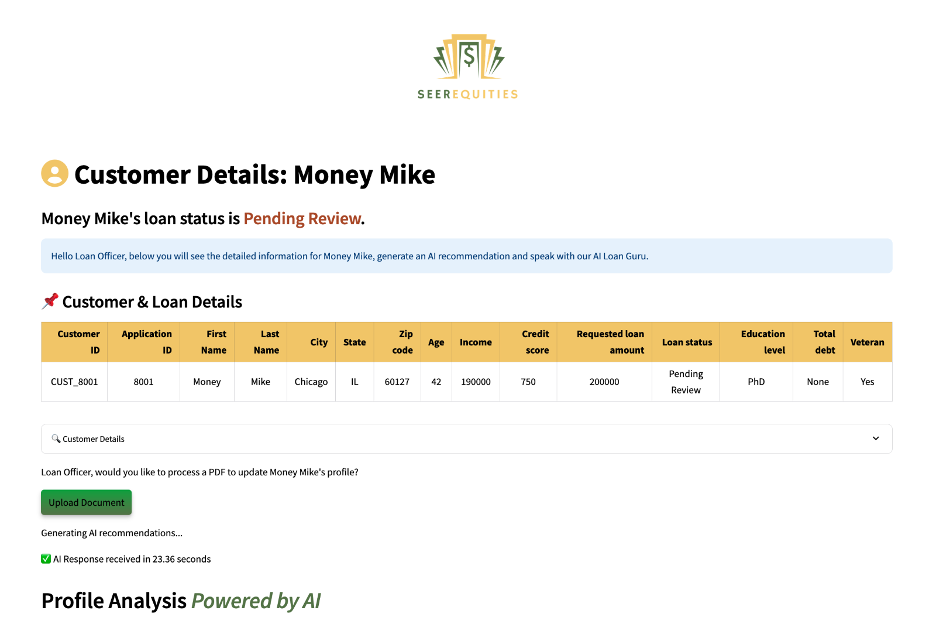 $
SEEREQUITIES
Customer Details: Money Mike
Money Mike's loan status is Pending Review.
Hello Loan Officer, below you will see the detailed information for Money Mike, generate an AI recommendation and speak with our AI Loan Guru.
Customer & Loan Details
Customer ID Application ID First Name Last Name City State Zip code Age Income Credit score Requested loan amount Loan status Education level Total debt Veteran
CUST_8001 8001 Money Mike Chicago IL 60127 42 190000 750 200000 Pending Review PhD None Yes
Customer Details
Loan Officer, would you like to process a PDF to update Money Mike's profile?
Upload Document
Generating AI recommendations...
AI Response received in 23.36 seconds
Profile Analysis Powered by AI